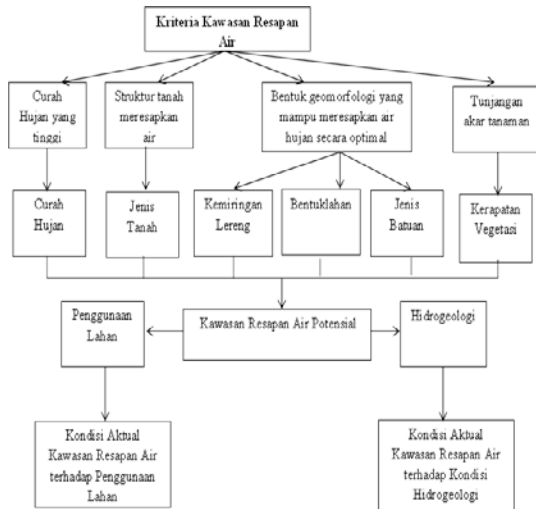 Kriteria Kawasan Resapan
Air
Curah
Hujan yang
tinggi
Struktur tanah
meresapkan
air
Bentuk geomorfologi yang
mampu meresapkan air
hujan secara optimal
Tunjangan
akar tanaman
Curah
Hujan
Jenis
Tanah
Kemiringan
Lereng
Bentuklahan
Jenis
Batuan
Kerapatan
Vegetasi
Penggunaan
Lahan
Kawasan Resapan Air Potensial
Hidrogeologi
Kondisi Aktual
Kawasan Resapan Air
terhadap Penggunaan
Lahan
Kondisi Aktual
Kawasan Resapan Air
terhadap Kondisi
Hidrogeologi